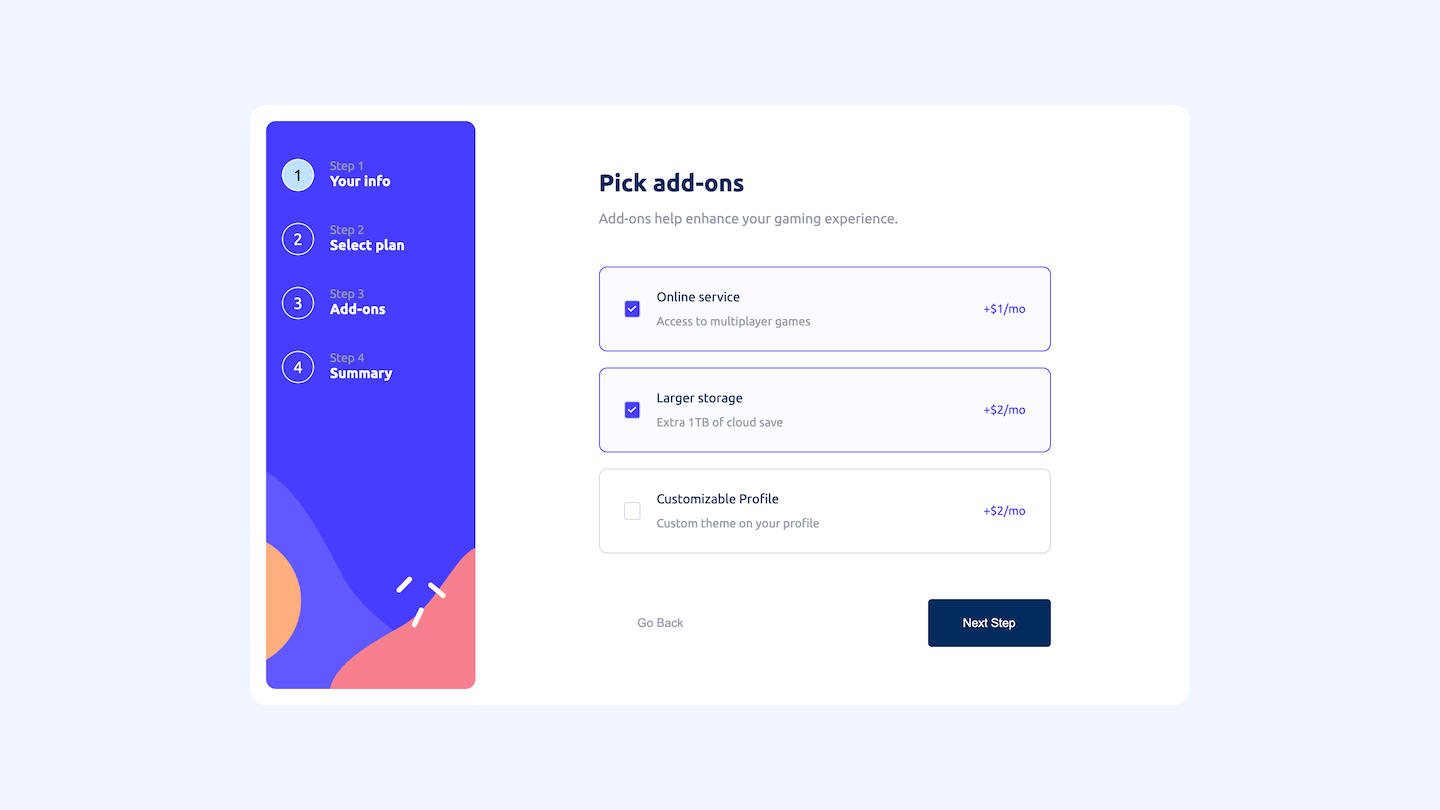 1
Step 1
Your info
2
Step 2
Select plan
3
Step 3
Add-ons
4
Step 4
Summary
Pick add-ons
Add-ons help enhance your gaming experience.
Online service
Access to multiplayer games
+$1/mo
Larger storage
Extra 1TB of cloud save
+$2/mo
Customizable Profile
Custom theme on your profile
+$2/mo
Go Back
Next Step